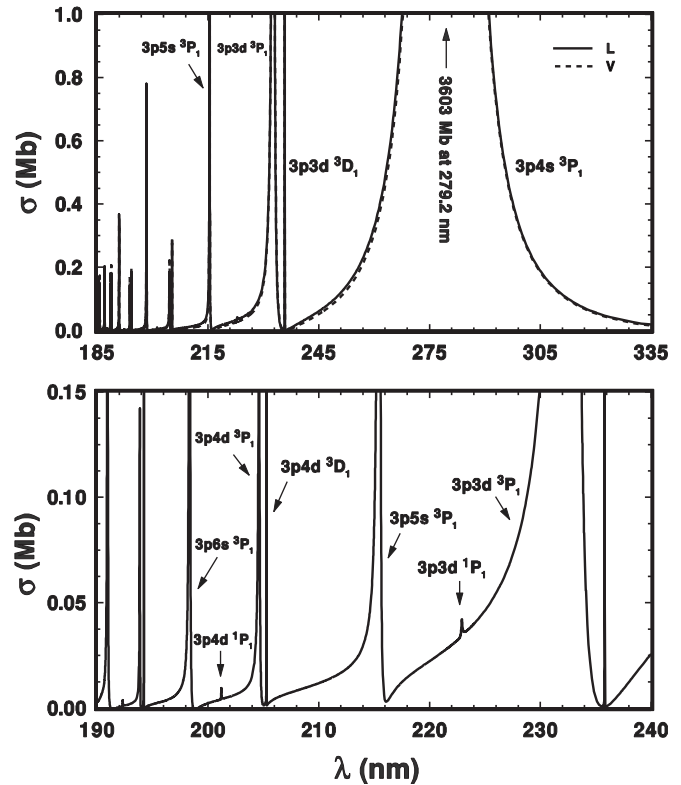 1.0
0.8
0.6
0.4
0.2
0.0
σ (Mb)
3p5s ³P₁
3p3d ³P₁
3p3d ³D₁
3603 Mb at 279.2 nm
L
V
3p4s ³P₁
185
215
245
275
305
335
0.15
0.10
0.05
0.00
σ (Mb)
3p4d ³P₁
3p4d ³D₁
3p3d ³P₁
3p5s ³P₁
3p6s ³P₁
3p3d ¹P₁
3p4d ¹P₁
190
200
210
220
230
240
λ (nm)